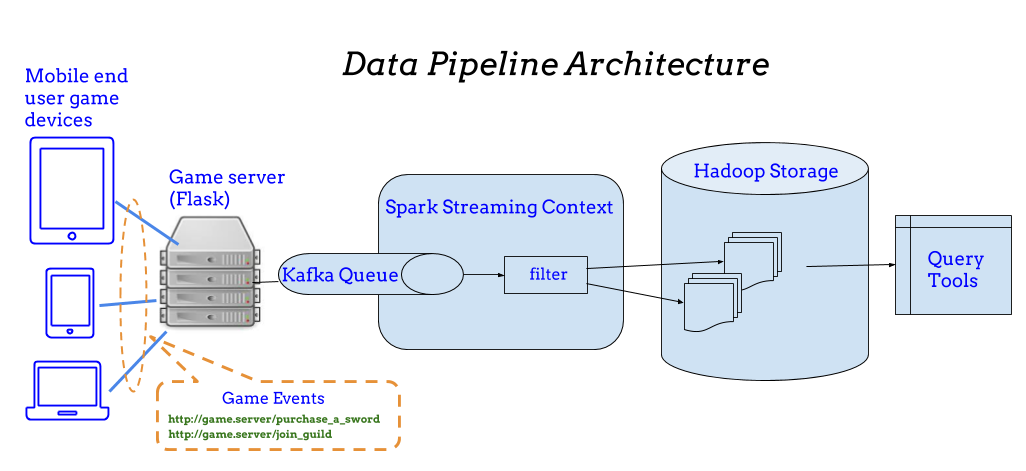 Data Pipeline Architecture
Mobile end
user game
devices
Game server
(Flask)
Kafka Queue
Spark Streaming Context
filter
Hadoop Storage
Query
Tools
Game Events
http://game.server/purchase_a_sword
http://game.server/join_guild